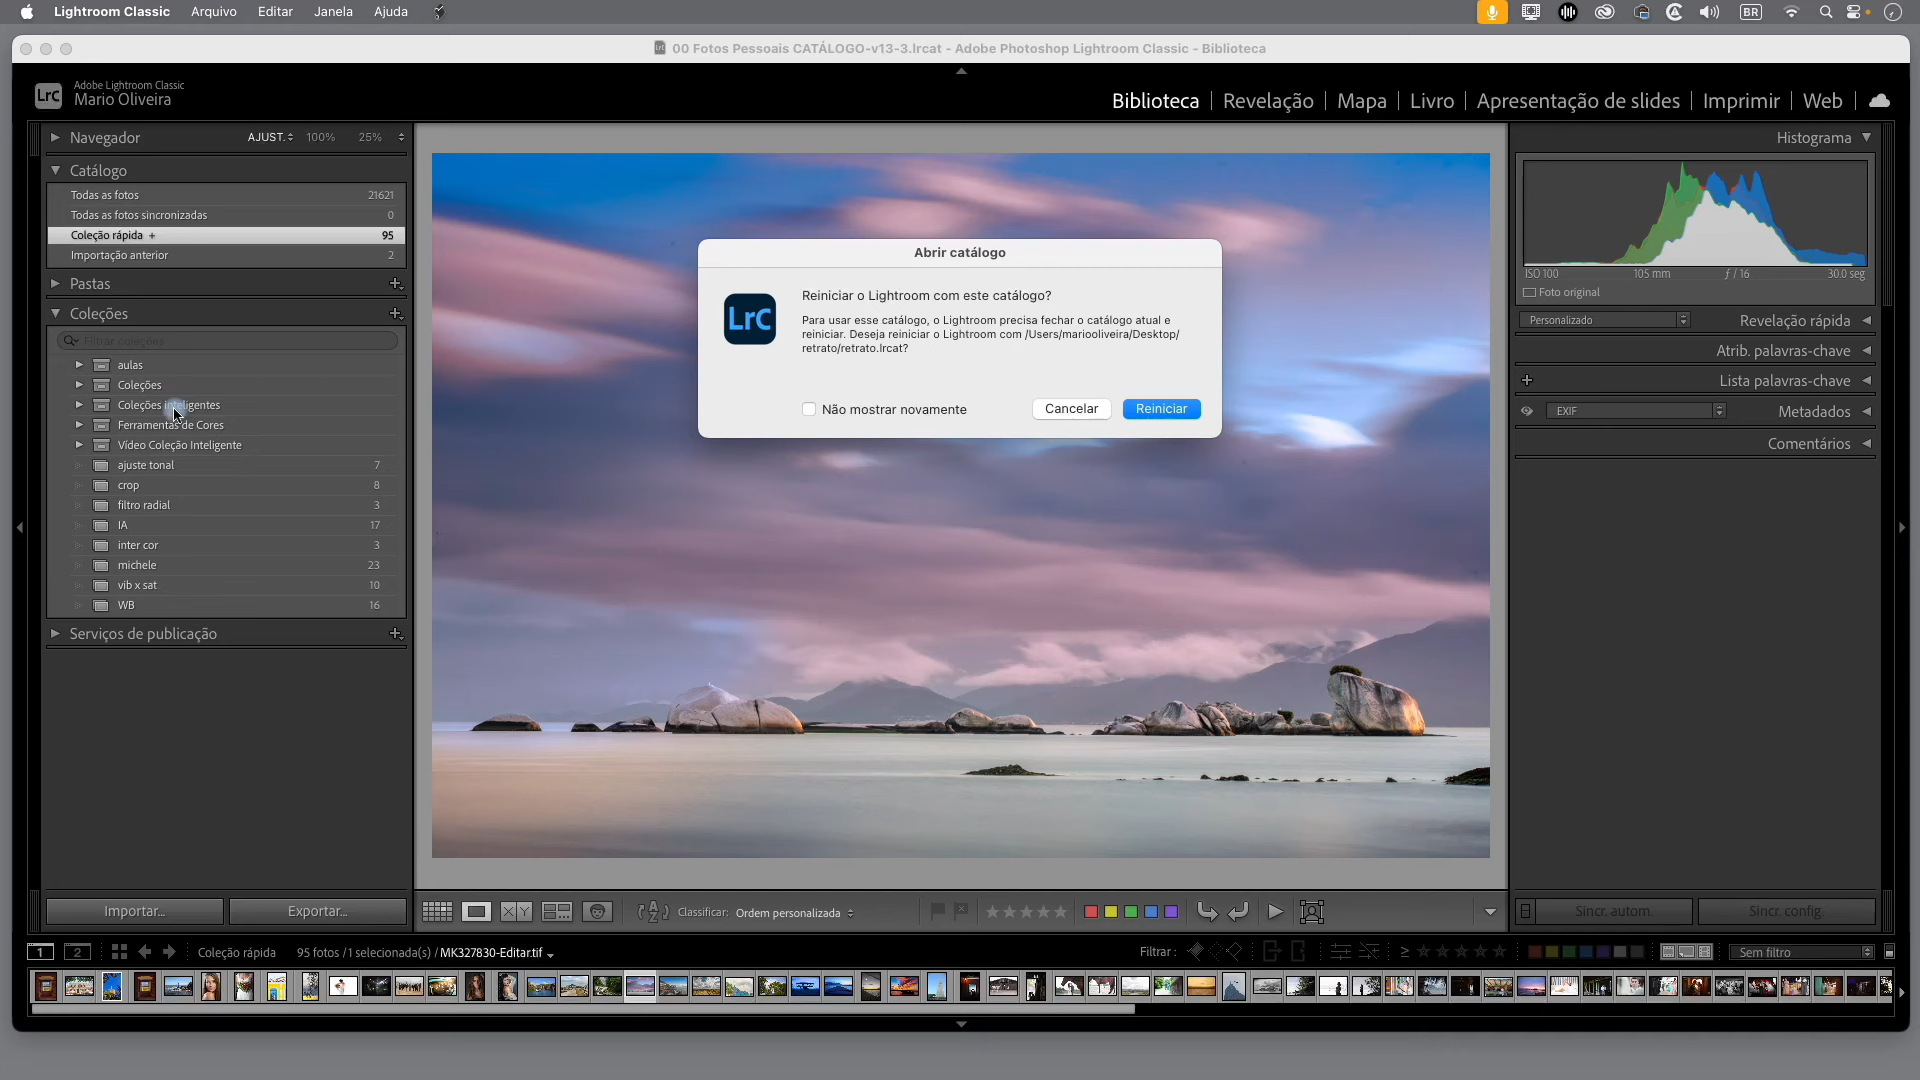 Lightroom Classic Arquivo Editar Janela Ajuda BR
00 Fotos Pessoais CATÁLOGO-v13-3.lrcat - Adobe Photoshop Lightroom Classic - Biblioteca
LrC Adobe Lightroom Classic
Mario Oliveira
Biblioteca | Revelação | Mapa | Livro | Apresentação de slides | Imprimir | Web
Navegador AJUST. 100% 25%
Catálogo
Todas as fotos 21621
Todas as fotos sincronizadas 0
Coleção rápida + 95
Importação anterior 2
Pastas
Coleções
Filtrar coleções
aulas
Coleções
Coleções inteligentes
Ferramentas de Cores
Vídeo Coleção Inteligente
ajuste tonal 7
crop 8
filtro radial 3
IA 17
inter cor 3
michele 23
vib x sat 10
WB 16
Serviços de publicação
Importar... Exportar...
Abrir catálogo
LrC
Reiniciar o Lightroom com este catálogo?
Para usar esse catálogo, o Lightroom precisa fechar o catálogo atual e
reiniciar. Deseja reiniciar o Lightroom com /Users/mariooliveira/Desktop/
retrato/retrato.lrcat?
Não mostrar novamente Cancelar Reiniciar
Histograma
ISO 100 105 mm ƒ / 16 30.0 seg
Foto original
Personalizado Revelação rápida
Atrib. palavras-chave
Lista palavras-chave
EXIF Metadados
Comentários
XY Classificar: Ordem personalizada
Sincr. autom. Sincr. config.
1 2 Coleção rápida 95 fotos /1 selecionada(s) / MK327830-Editar.tif
Filtrar : ≥ Sem filtro